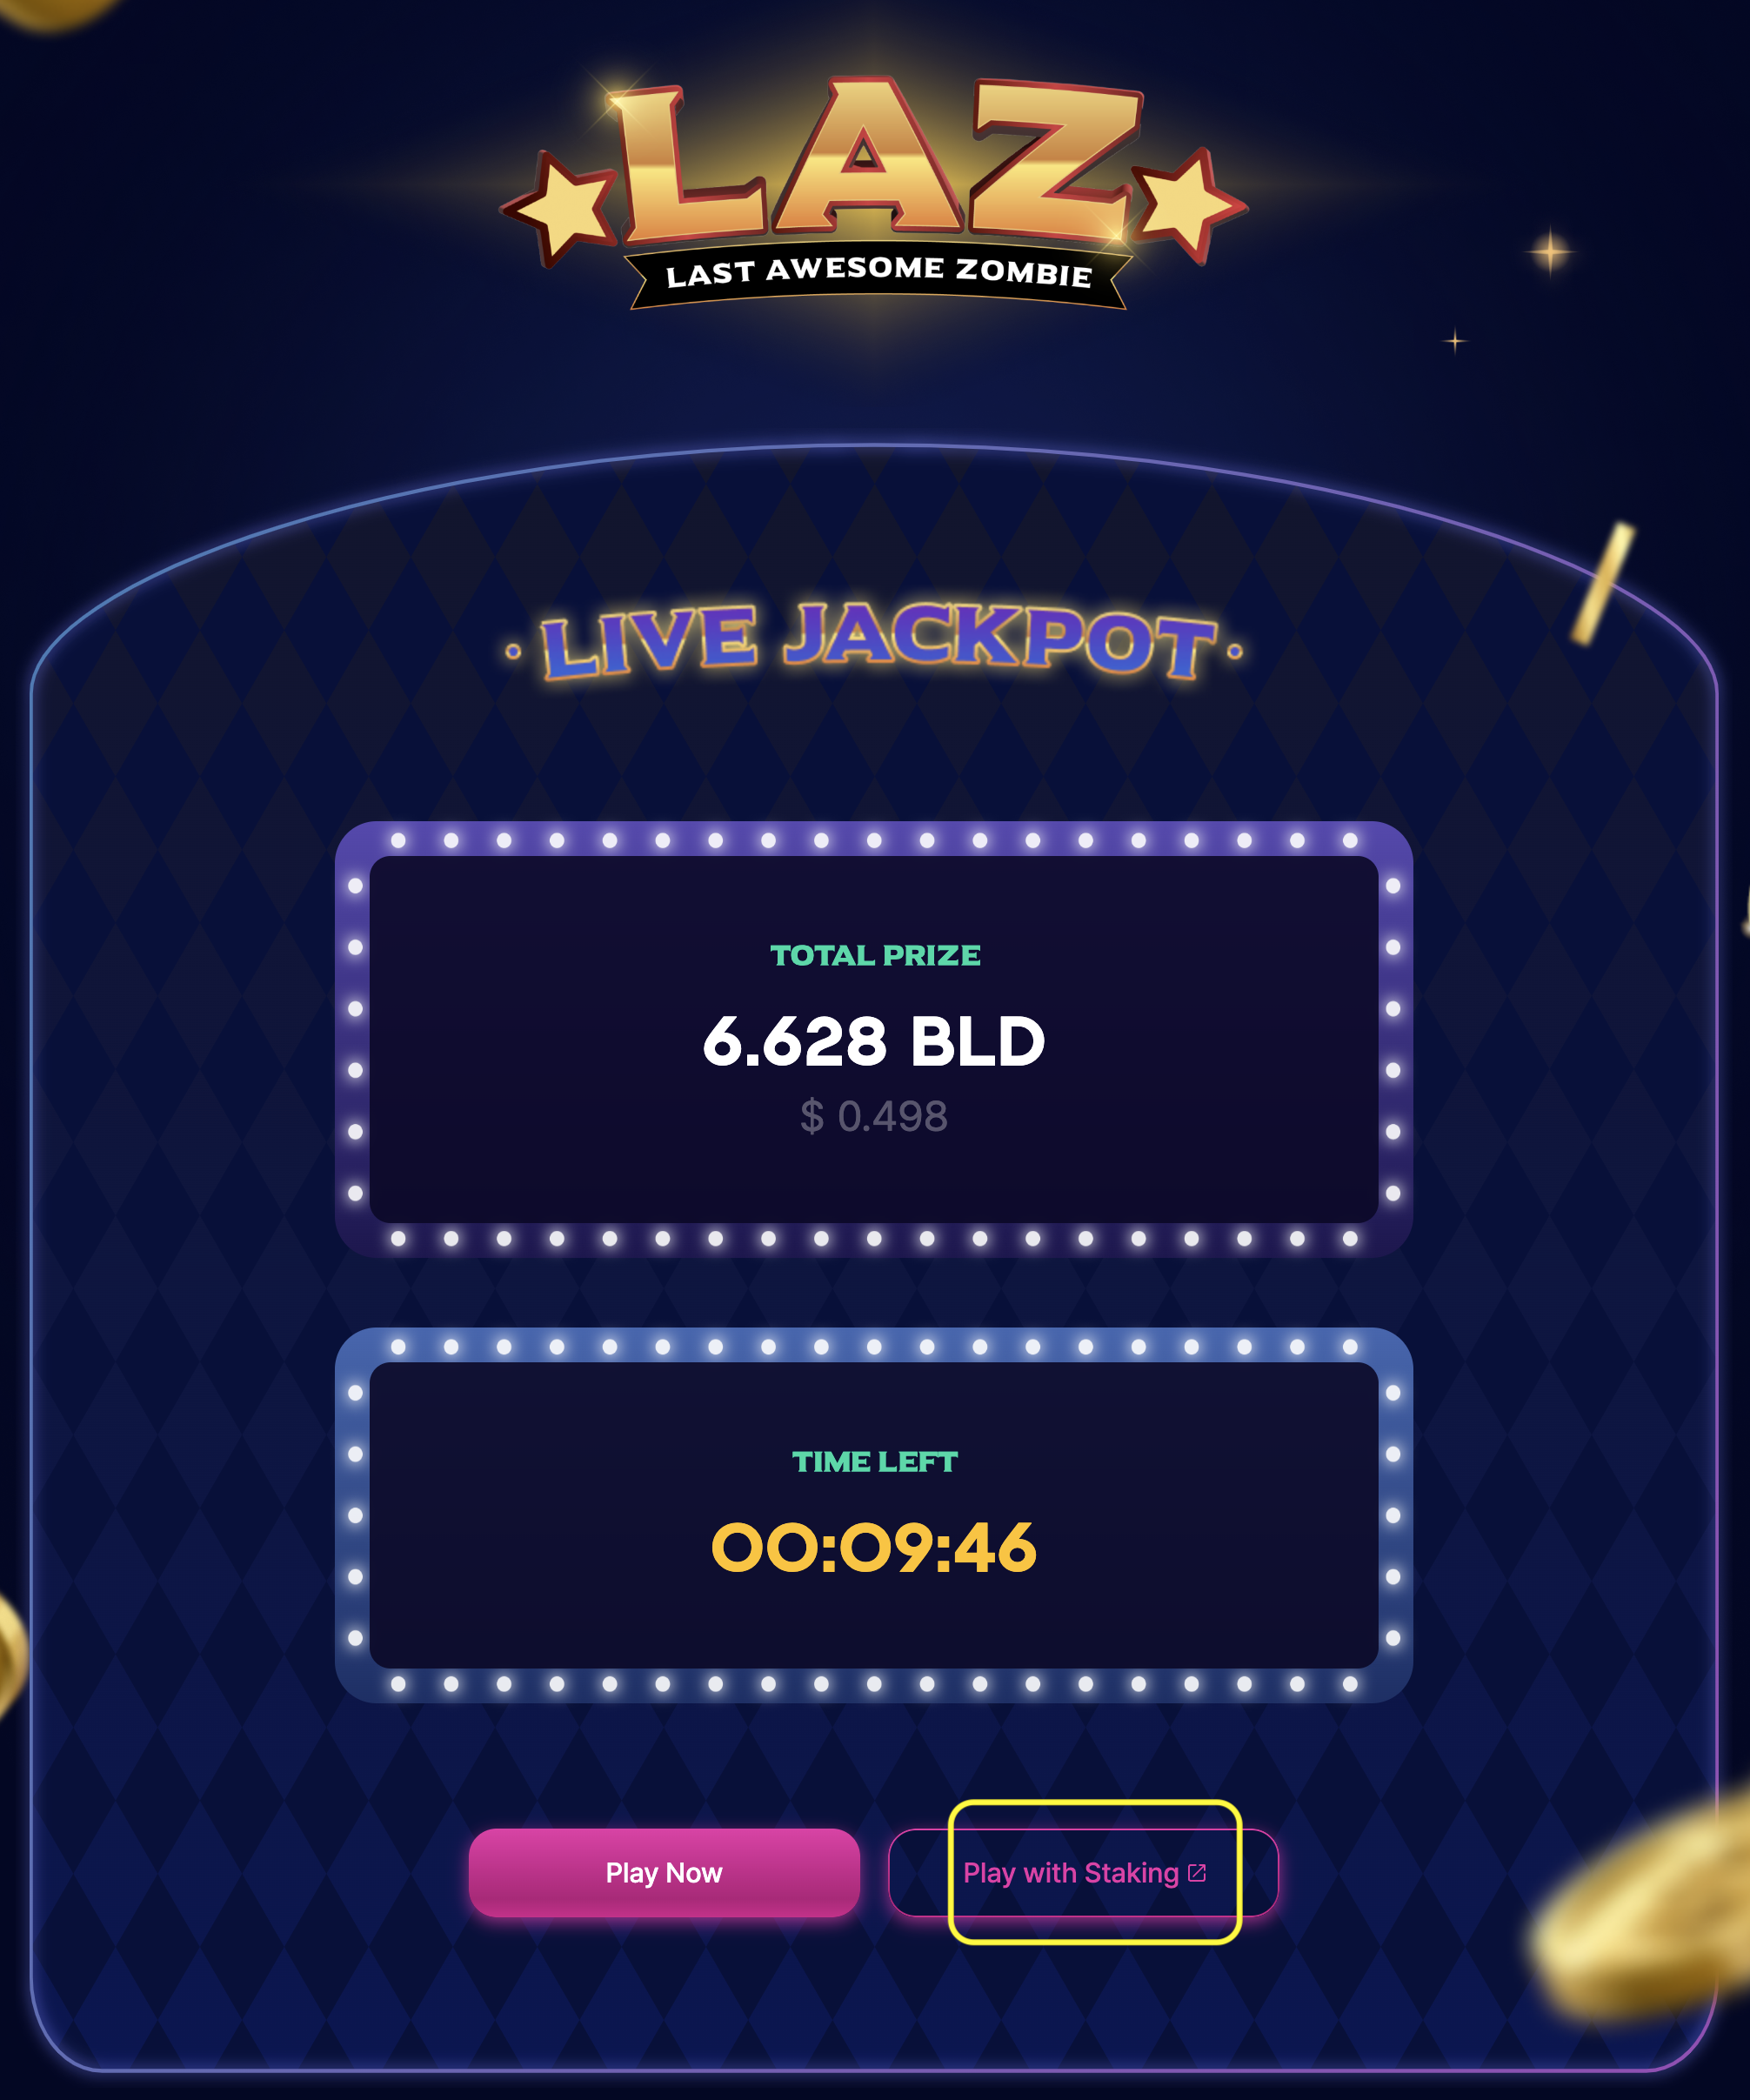 LAZ
LAST AWESOME ZOMBIE
• LIVE JACKPOT •
TOTAL PRIZE
6.628 BLD
$ 0.498
TIME LEFT
00:09:46
Play Now
Play with Staking